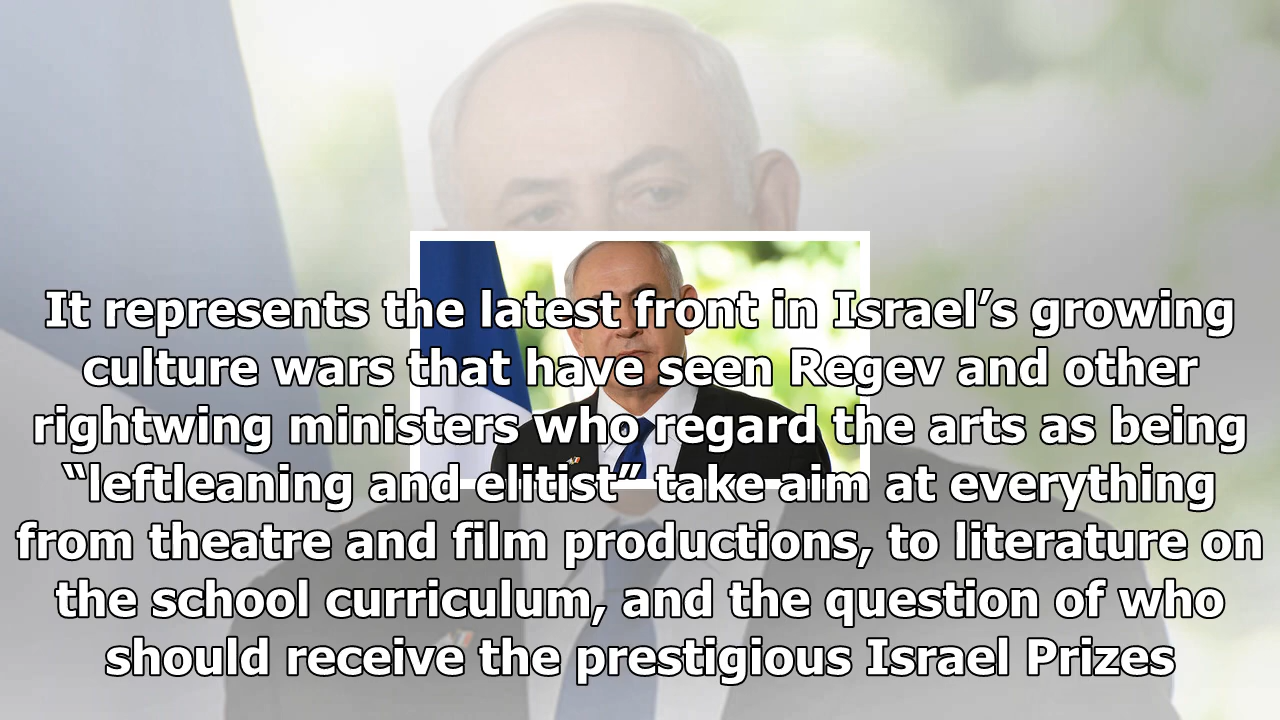 It represents the latest front in Israel’s growing
culture wars that have seen Regev and other
rightwing ministers who regard the arts as being
“leftleaning and elitist” take aim at everything
from theatre and film productions, to literature on
the school curriculum, and the question of who
should receive the prestigious Israel Prizes